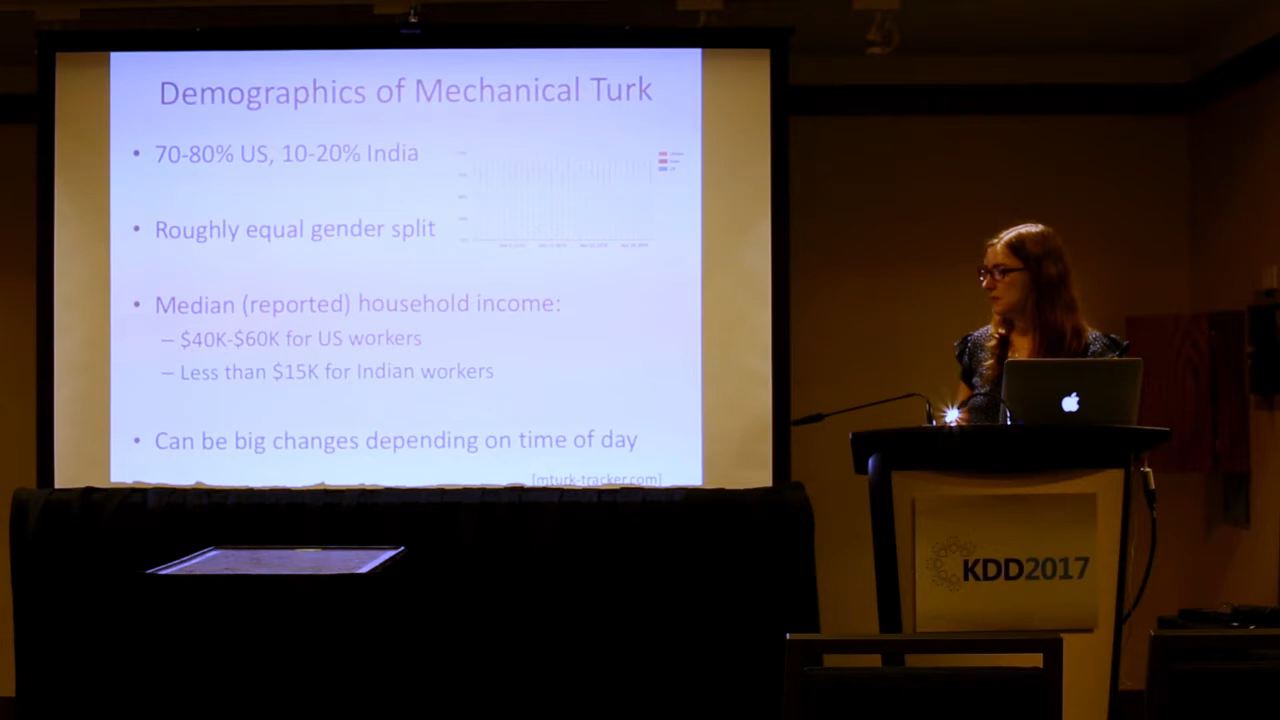 Demographics of Mechanical Turk
• 70-80% US, 10-20% India
• Roughly equal gender split
• Median (reported) household income:
– $40K-$60K for US workers
– Less than $15K for Indian workers
• Can be big changes depending on time of day
[mturk-tracker.com]
KDD2017